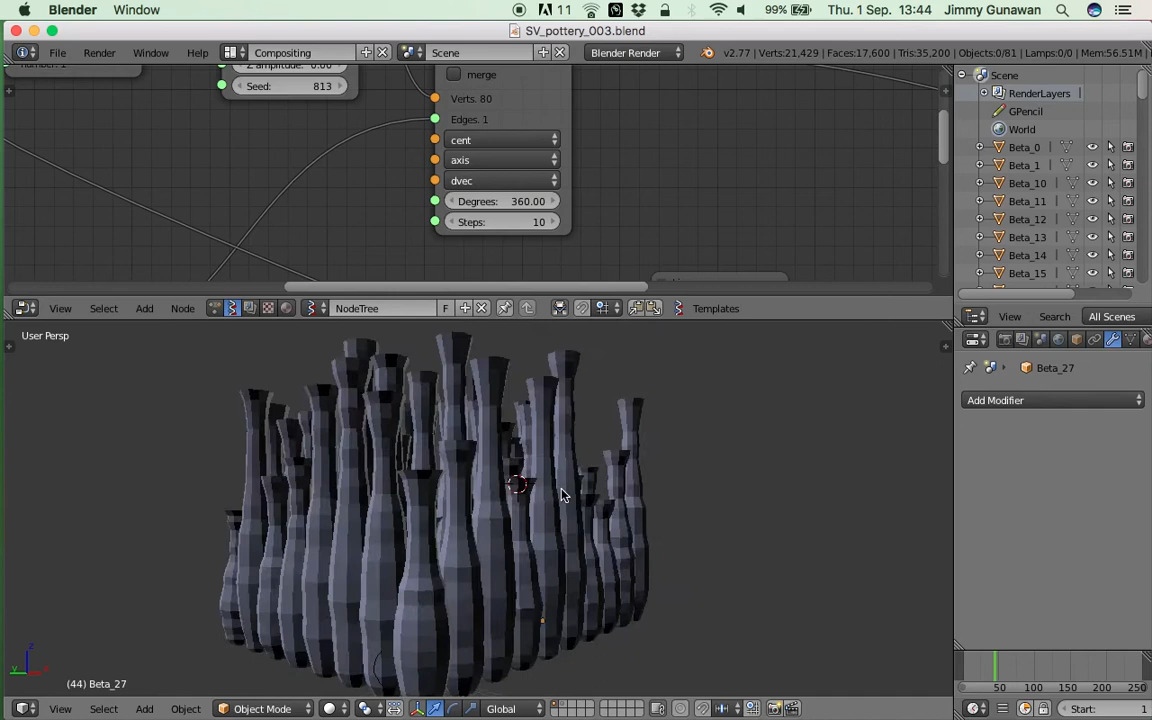 Blender Window 11 99% Thu. 1 Sep. 13:44 Jimmy Gunawan
SV_pottery_003.blend
File Render Window Help Compositing Scene Blender Render v2.77 | Verts:21,429 | Faces:17,600 | Tris:35,200 | Objects:0/81 | Lamps:0/0 | Mem:56.51M
Seed: 813
merge
Verts. 80
Edges. 1
cent
axis
dvec
Degrees: 360.00
Steps: 10
View Select Add Node NodeTree F Templates
User Persp
(44) Beta_27
View Select Add Object Object Mode Global
Scene
RenderLayers
GPencil
World
Beta_0
Beta_1
Beta_10
Beta_11
Beta_12
Beta_13
Beta_14
Beta_15
View Search All Scenes
Beta_27
Add Modifier
50 100 150 200 250
Start: 1